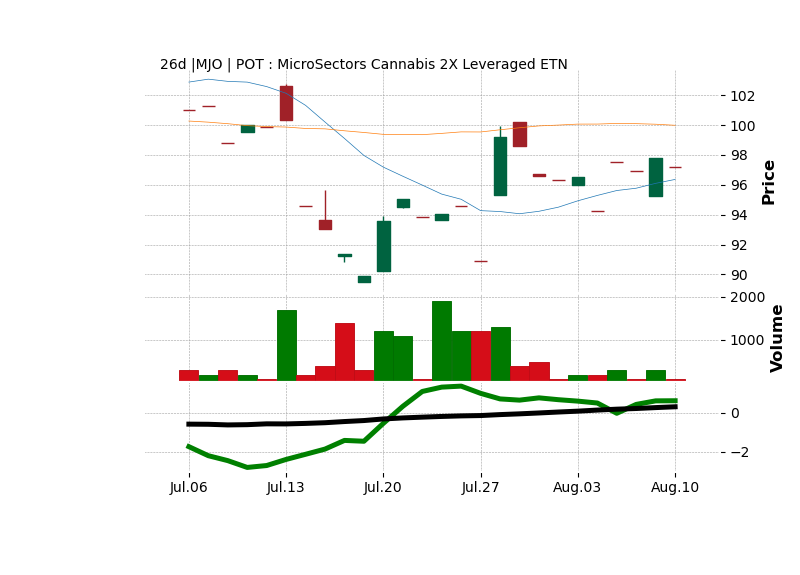 26d |MJO | POT : MicroSectors Cannabis 2X Leveraged ETN
102
100
98
96
94
92
90
Price
2000
1000
Volume
0
−2
Jul.06 Jul.13 Jul.20 Jul.27 Aug.03 Aug.10